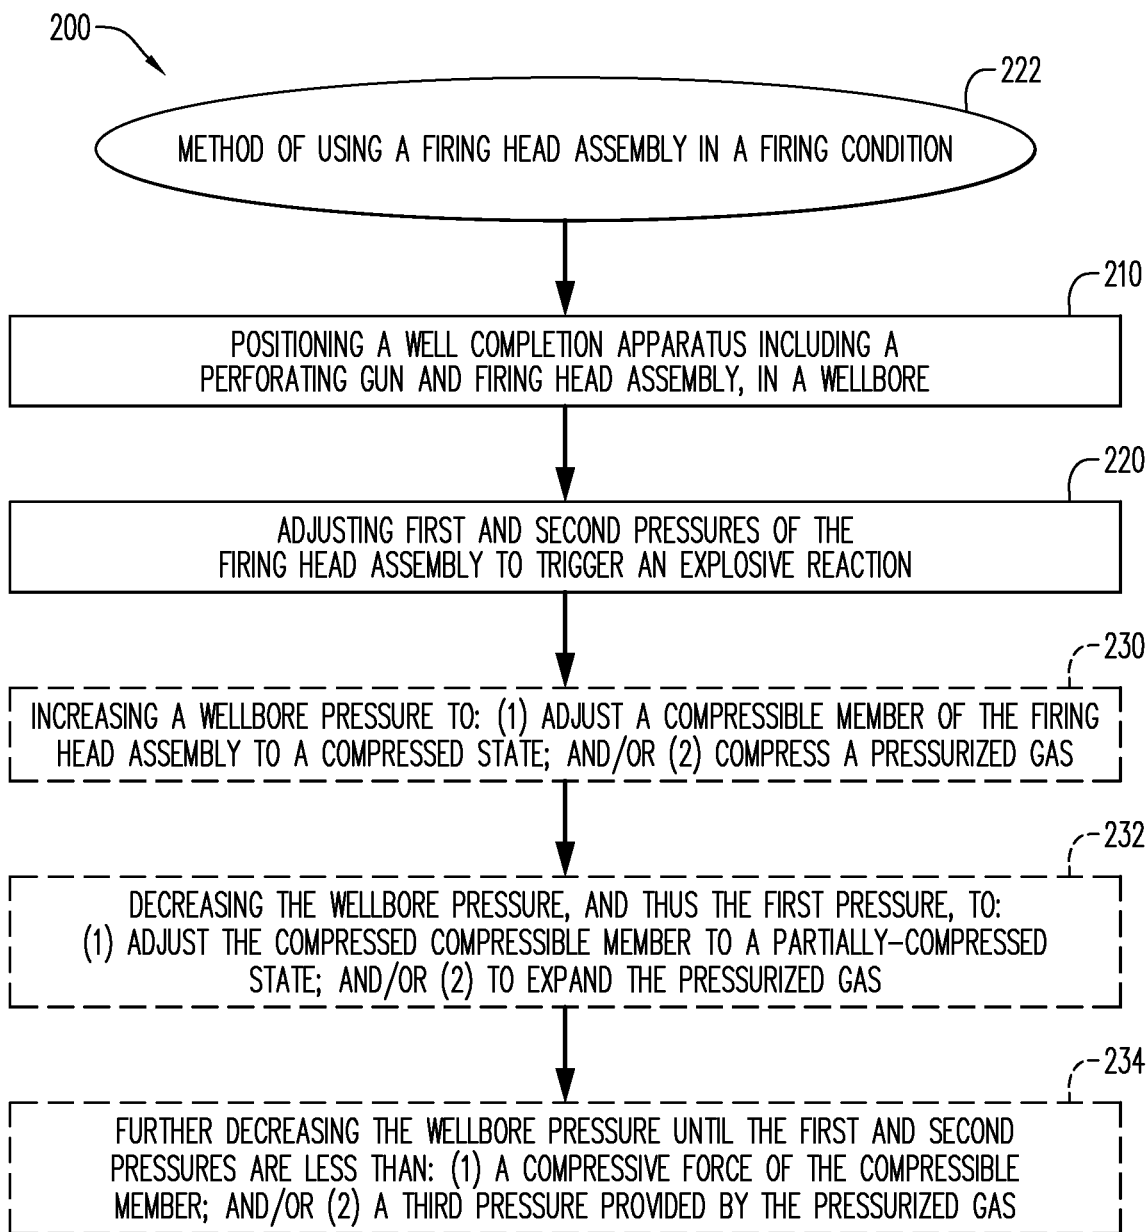 200
222
METHOD OF USING A FIRING HEAD ASSEMBLY IN A FIRING CONDITION
210
POSITIONING A WELL COMPLETION APPARATUS INCLUDING A
PERFORATING GUN AND FIRING HEAD ASSEMBLY, IN A WELLBORE
220
ADJUSTING FIRST AND SECOND PRESSURES OF THE
FIRING HEAD ASSEMBLY TO TRIGGER AN EXPLOSIVE REACTION
230
INCREASING A WELLBORE PRESSURE TO: (1) ADJUST A COMPRESSIBLE MEMBER OF THE FIRING
HEAD ASSEMBLY TO A COMPRESSED STATE; AND/OR (2) COMPRESS A PRESSURIZED GAS
232
DECREASING THE WELLBORE PRESSURE, AND THUS THE FIRST PRESSURE, TO:
(1) ADJUST THE COMPRESSED COMPRESSIBLE MEMBER TO A PARTIALLY-COMPRESSED
STATE; AND/OR (2) TO EXPAND THE PRESSURIZED GAS
234
FURTHER DECREASING THE WELLBORE PRESSURE UNTIL THE FIRST AND SECOND
PRESSURES ARE LESS THAN: (1) A COMPRESSIVE FORCE OF THE COMPRESSIBLE
MEMBER; AND/OR (2) A THIRD PRESSURE PROVIDED BY THE PRESSURIZED GAS